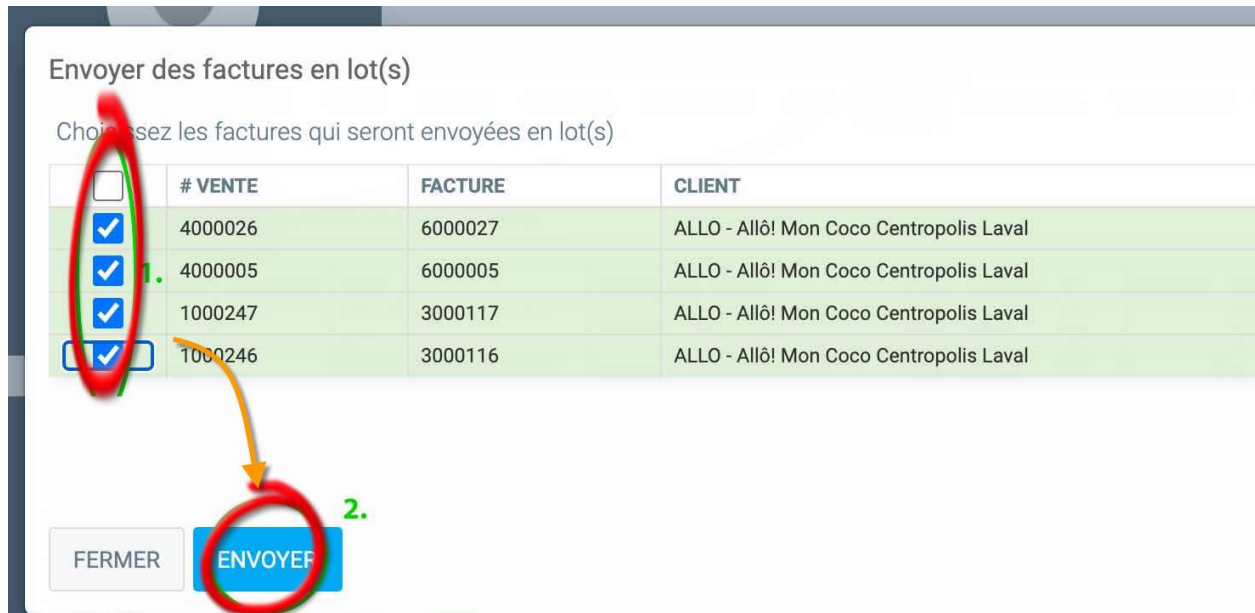 Envoyer des factures en lot(s)
Choisissez les factures qui seront envoyées en lot(s)
# VENTE FACTURE CLIENT
4000026 6000027 ALLO - Allô! Mon Coco Centropolis Laval
1. 4000005 6000005 ALLO - Allô! Mon Coco Centropolis Laval
1000247 3000117 ALLO - Allô! Mon Coco Centropolis Laval
1000246 3000116 ALLO - Allô! Mon Coco Centropolis Laval
2.
FERMER ENVOYER